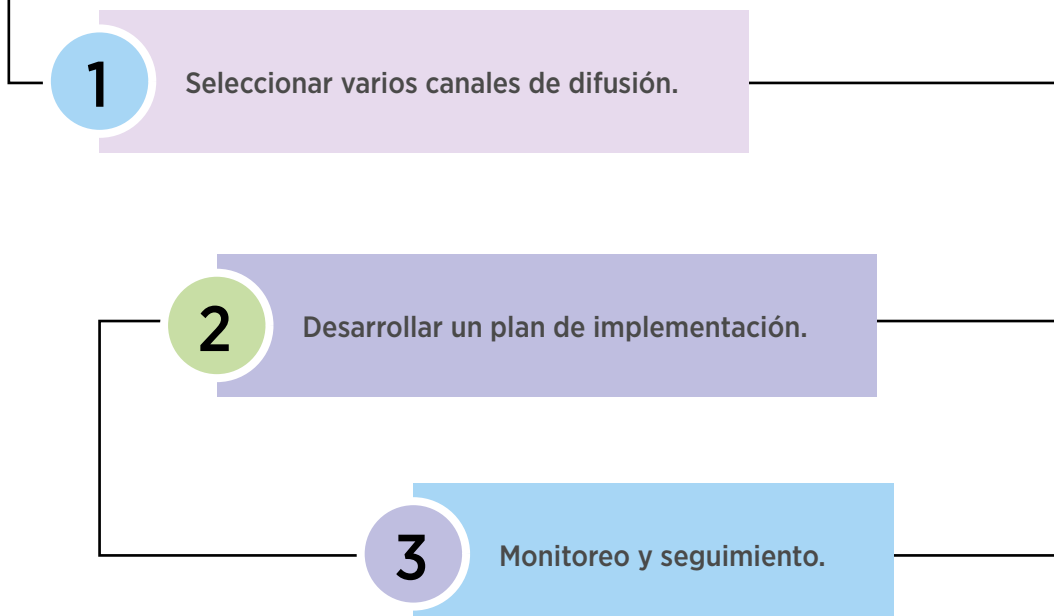 1
Seleccionar varios canales de difusión.
2
Desarrollar un plan de implementación.
3
Monitoreo y seguimiento.